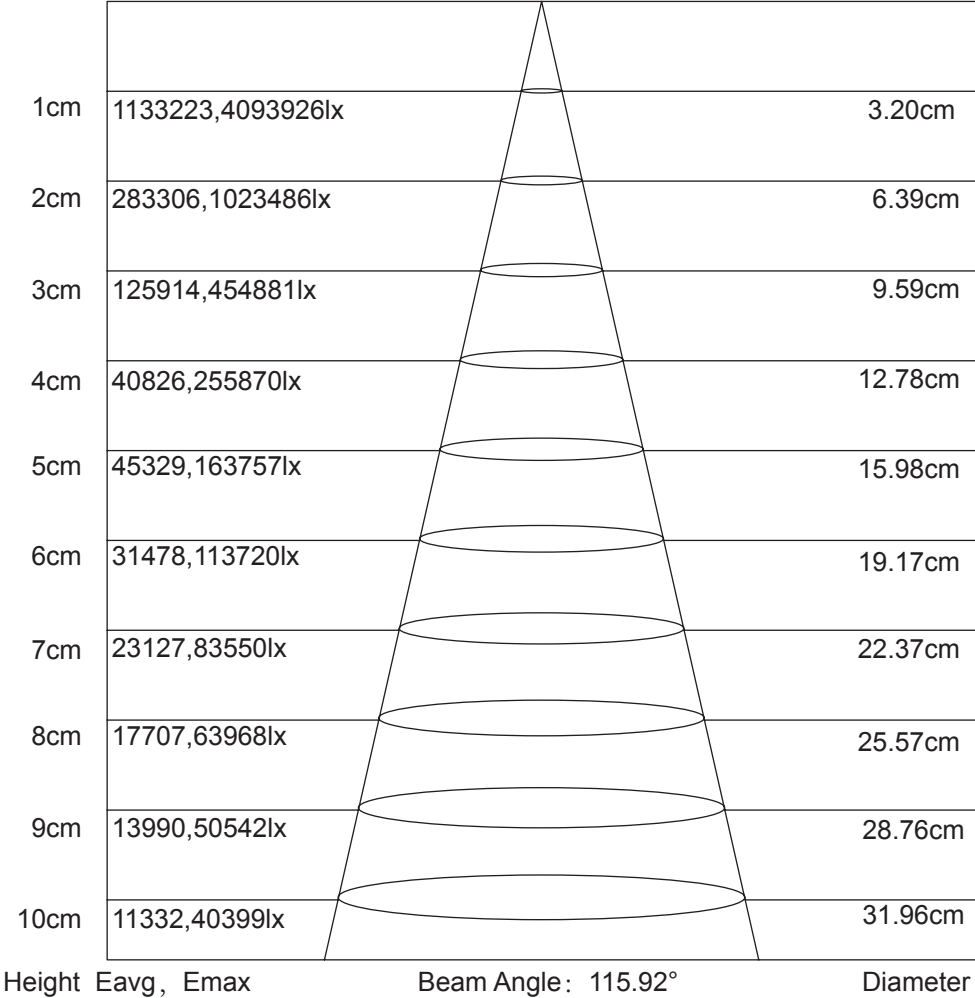 1cm 1133223,4093926lx 3.20cm
2cm 283306,1023486lx 6.39cm
3cm 125914,454881lx 9.59cm
4cm 40826,255870lx 12.78cm
5cm 45329,163757lx 15.98cm
6cm 31478,113720lx 19.17cm
7cm 23127,83550lx 22.37cm
8cm 17707,63968lx 25.57cm
9cm 13990,50542lx 28.76cm
10cm 11332,40399lx 31.96cm
Height Eavg，Emax Beam Angle：115.92° Diameter